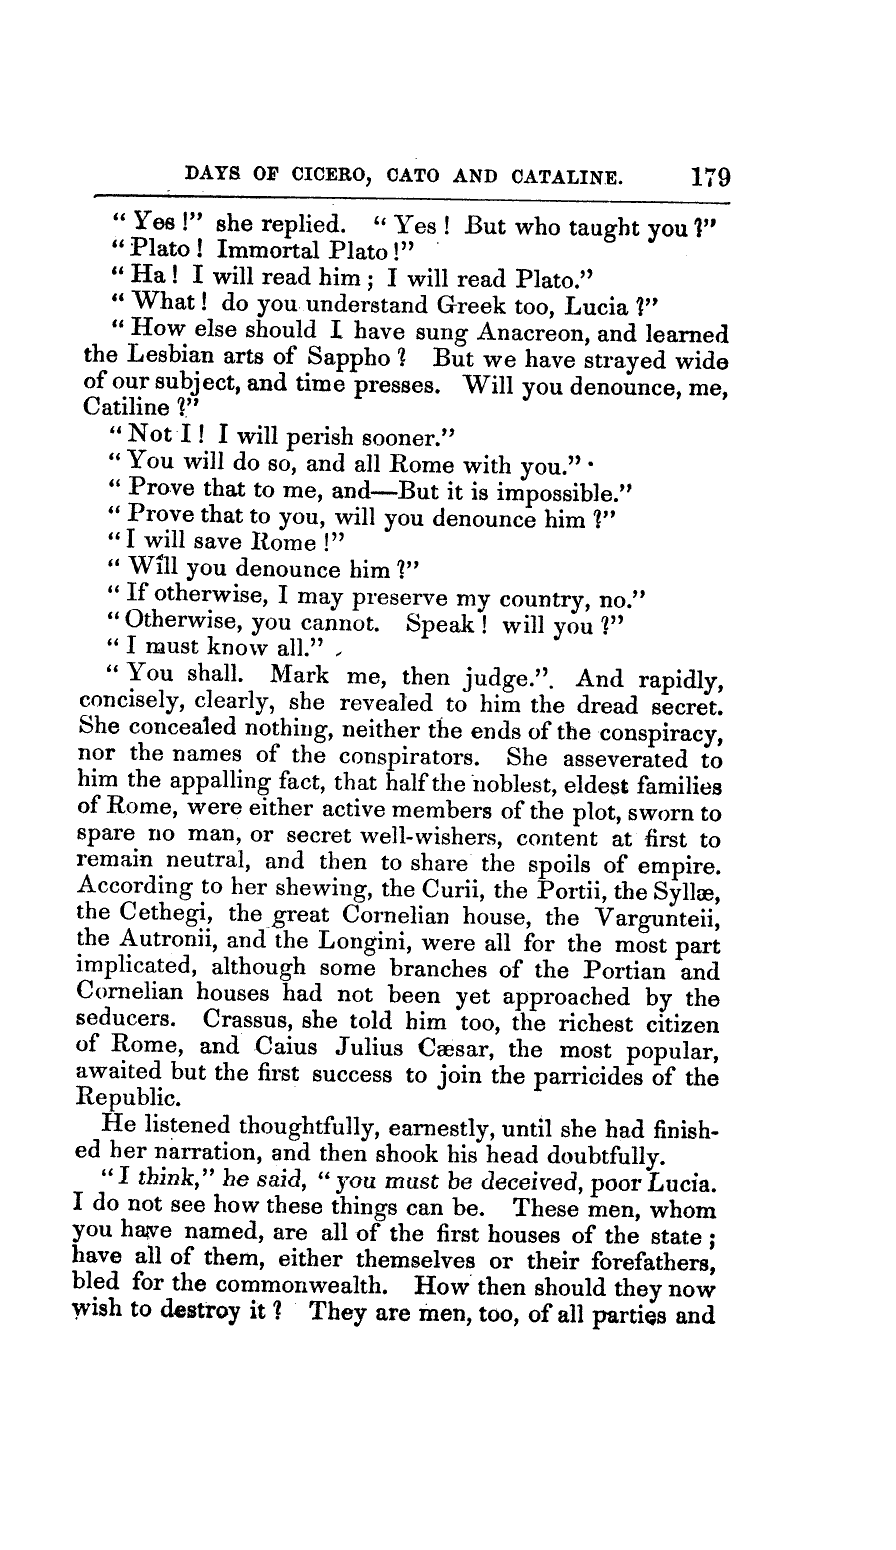 DAYS OF CICERO, CATO AND CATALINE. 179
“Yes!” she replied. “Yes! But who taught you?”
“Plato! Immortal Plato!”
“Ha! I will read him; I will read Plato.”
“What! do you understand Greek too, Lucia?”
“How else should I have sung Anacreon, and learned
the Lesbian arts of Sappho? But we have strayed wide
of our subject, and time presses. Will you denounce, me,
Catiline?”
“Not I! I will perish sooner.”
“You will do so, and all Rome with you.”
“Prove that to me, and—But it is impossible.”
“Prove that to you, will you denounce him?”
“I will save Rome!”
“Will you denounce him?”
“If otherwise, I may preserve my country, no.”
“Otherwise, you cannot. Speak! will you?”
“I must know all.”
“You shall. Mark me, then judge.”. And rapidly,
concisely, clearly, she revealed to him the dread secret.
She concealed nothing, neither the ends of the conspiracy,
nor the names of the conspirators. She asseverated to
him the appalling fact, that half the noblest, eldest families
of Rome, were either active members of the plot, sworn to
spare no man, or secret well-wishers, content at first to
remain neutral, and then to share the spoils of empire.
According to her shewing, the Curii, the Portii, the Syllæ,
the Cethegi, the great Cornelian house, the Vargunteii,
the Autronii, and the Longini, were all for the most part
implicated, although some branches of the Portian and
Cornelian houses had not been yet approached by the
seducers. Crassus, she told him too, the richest citizen
of Rome, and Caius Julius Cæsar, the most popular,
awaited but the first success to join the parricides of the
Republic.
He listened thoughtfully, earnestly, until she had finish-
ed her narration, and then shook his head doubtfully.
“I think,” he said, “you must be deceived, poor Lucia.
I do not see how these things can be. These men, whom
you have named, are all of the first houses of the state;
have all of them, either themselves or their forefathers,
bled for the commonwealth. How then should they now
wish to destroy it? They are men, too, of all parties and